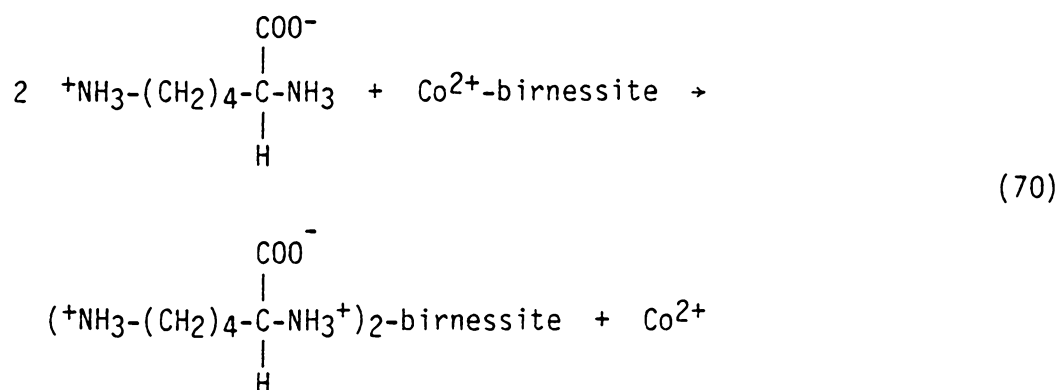 COO⁻
|
2 ⁺NH₃-(CH₂)₄-C-NH₃ + Co²⁺-birnessite →
|
H
(70)
COO⁻
|
(⁺NH₃-(CH₂)₄-C-NH₃⁺)₂-birnessite + Co²⁺
|
H